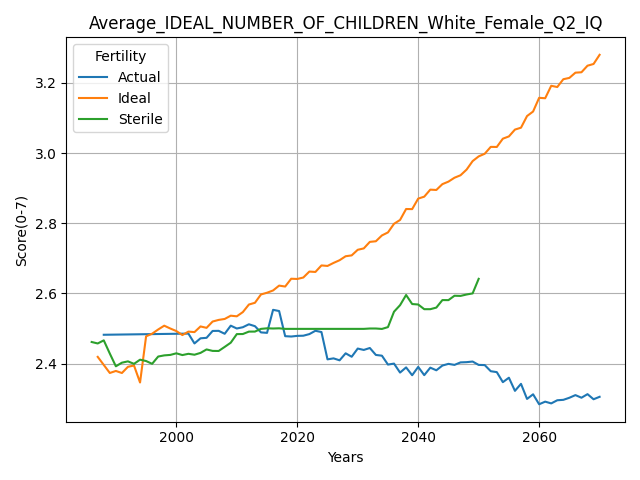 Average_IDEAL_NUMBER_OF_CHILDREN_White_Female_Q2_IQ
Fertility
Actual
Ideal
Sterile
Score(0-7)
3.2
3.0
2.8
2.6
2.4
2000
2020
2040
2060
Years